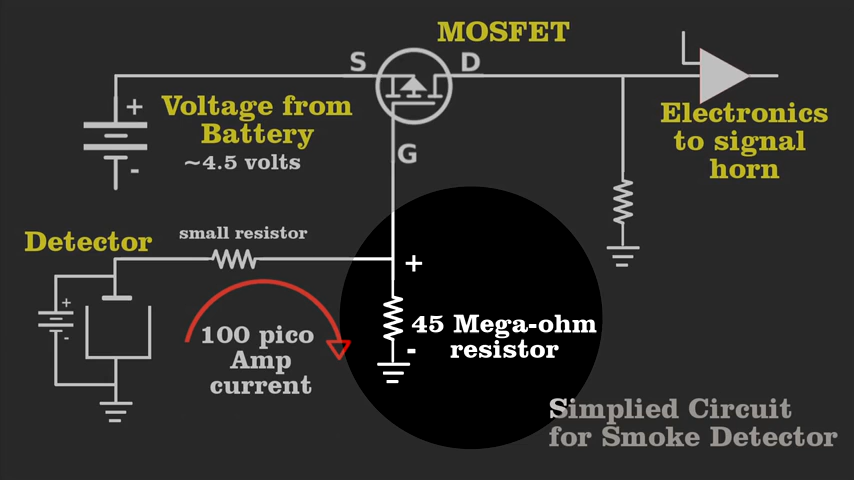 MOSFET
S
D
+
Voltage from
Battery
~4.5 volts
-
G
Electronics
to signal
horn
Detector
small resistor
+
+
-
100 pico
Amp
current
45 Mega-ohm
resistor
-
Simplied Circuit
for Smoke Detector